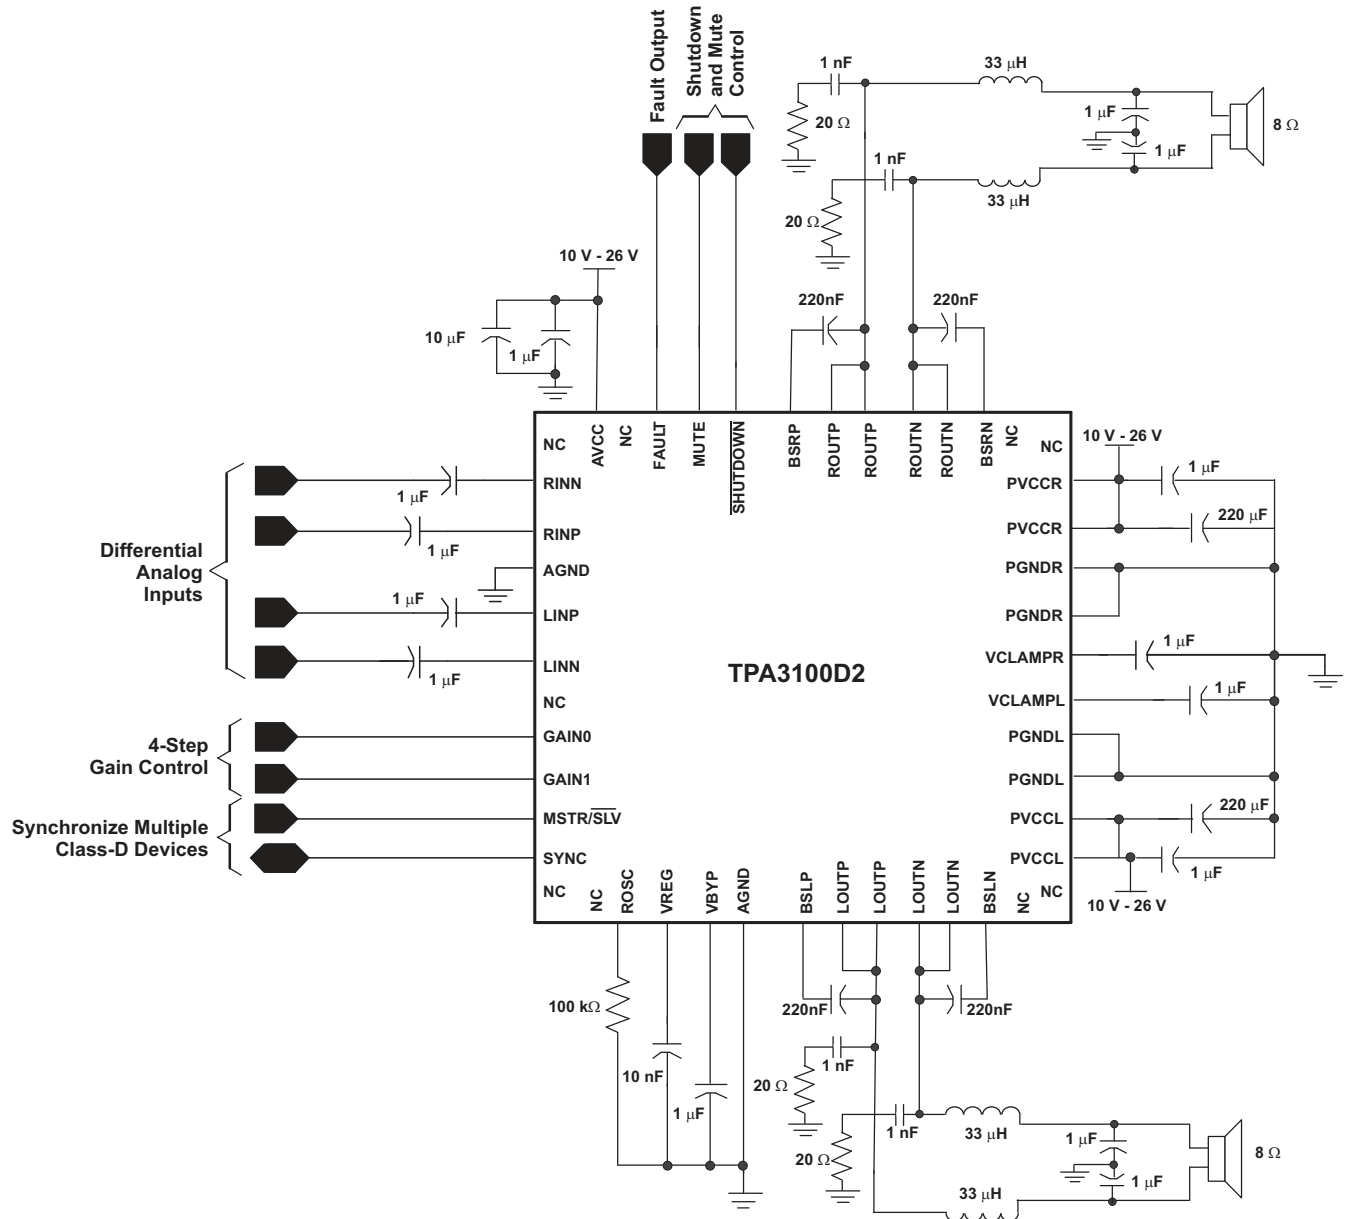 Fault Output
Shutdown
and Mute
Control
1 nF
33 μH
20 Ω
1 μF
8 Ω
1 μF
1 nF
20 Ω
33 μH
10 V - 26 V
10 μF
1 μF
220nF
220nF
NC
AVCC
NC
FAULT
MUTE
SHUTDOWN
BSRP
ROUTP
ROUTP
ROUTN
ROUTN
BSRN
NC
NC
10 V - 26 V
Differential
Analog
Inputs
1 μF
RINN
1 μF
RINP
AGND
1 μF
LINP
1 μF
LINN
NC
4-Step
Gain Control
GAIN0
GAIN1
Synchronize Multiple
Class-D Devices
MSTR/SLV
SYNC
NC
TPA3100D2
PVCCR
1 μF
PVCCR
220 μF
PGNDR
PGNDR
VCLAMPR
1 μF
VCLAMPL
1 μF
PGNDL
PGNDL
PVCCL
220 μF
PVCCL
1 μF
NC
10 V - 26 V
NC
ROSC
VREG
VBYP
AGND
BSLP
LOUTP
LOUTP
LOUTN
LOUTN
BSLN
NC
100 kΩ
10 nF
1 μF
220nF
220nF
1 nF
20 Ω
1 nF
20 Ω
33 μH
1 μF
8 Ω
1 μF
33 μH